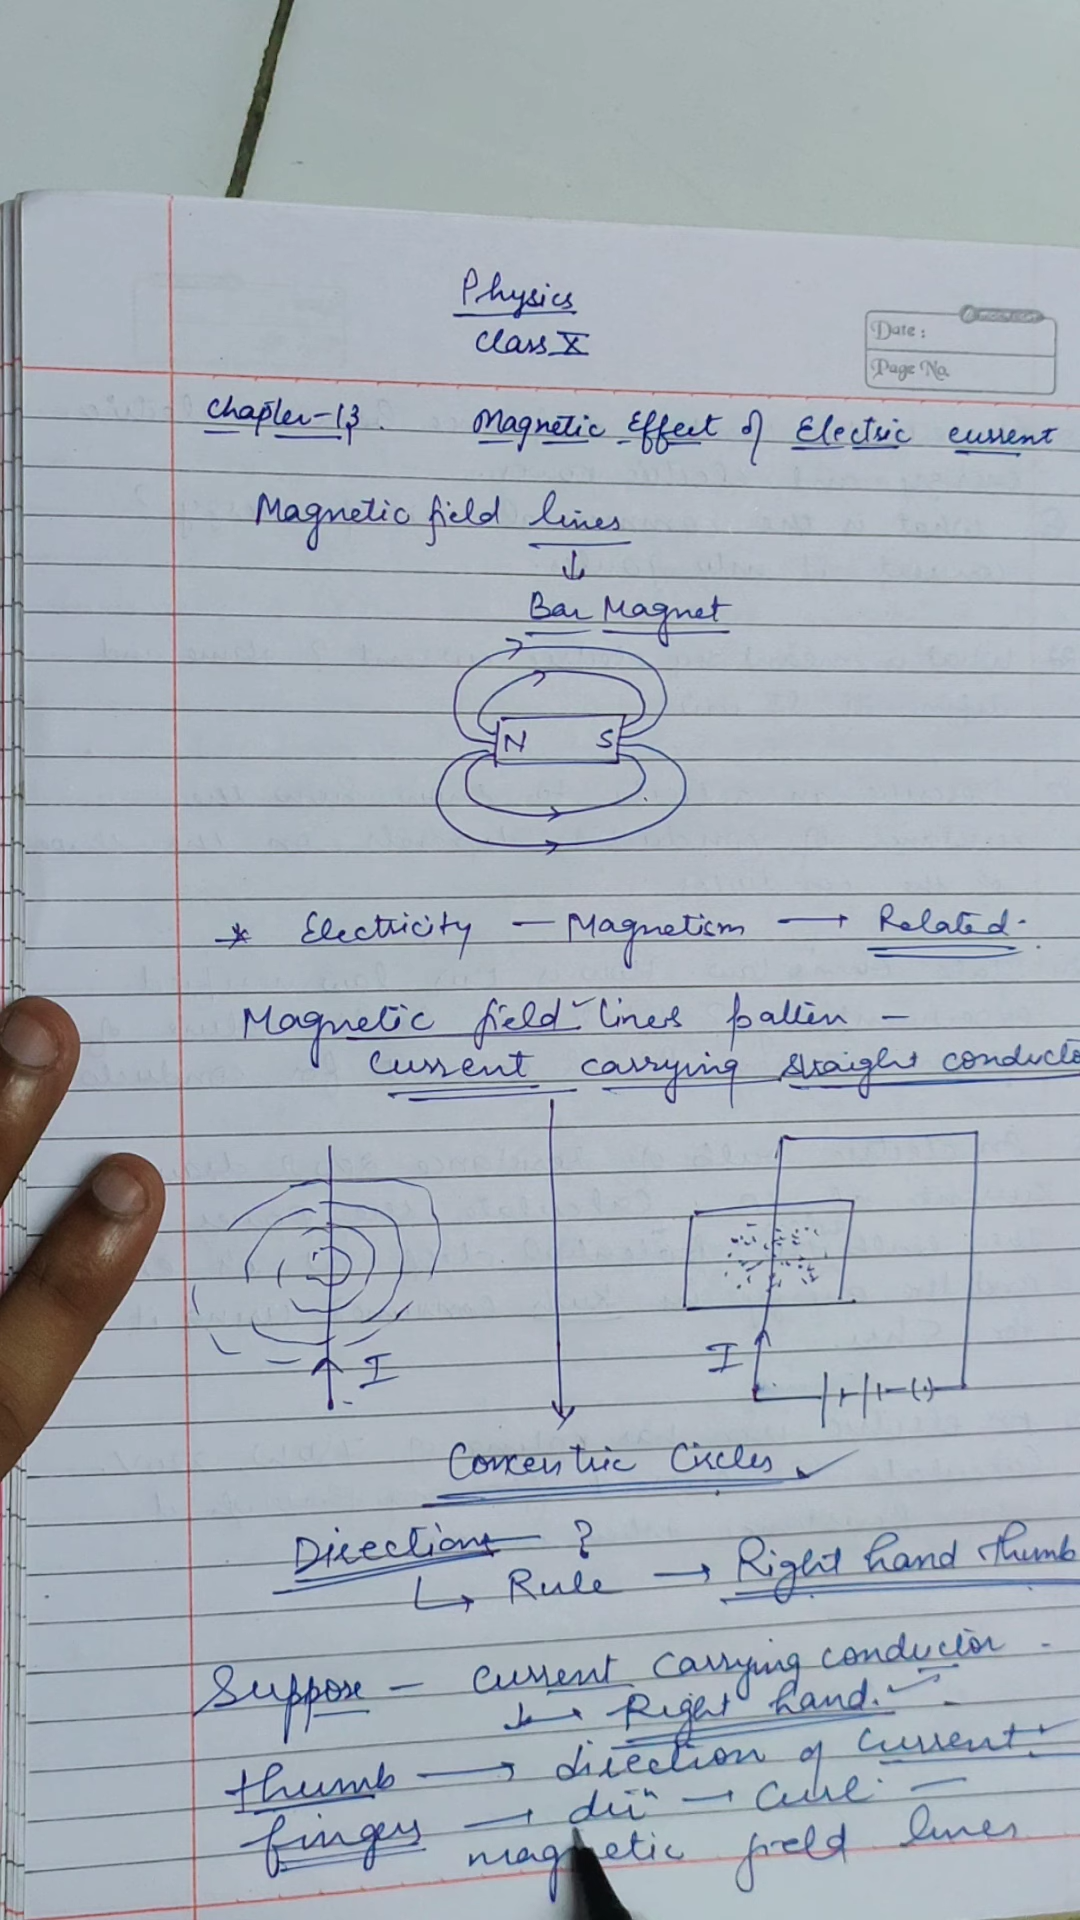 Physics
Class X
Date :
Page No.
Chapter-13. Magnetic Effect of Electric current
Magnetic field lines
↓
Bar Magnet
N S
* Electricity — Magnetism → Related.
Magnetic field lines patten –
Current carrying straight conducto
I
I
Concentric Circles ✓
Direction – ?
↳ Rule → Right hand thumb
Suppose – Current Carrying conductor -
↳ Right hand. ✓
thumb → direction of current. ✓
fingers → dirⁿ → Curl –
magnetic field lines